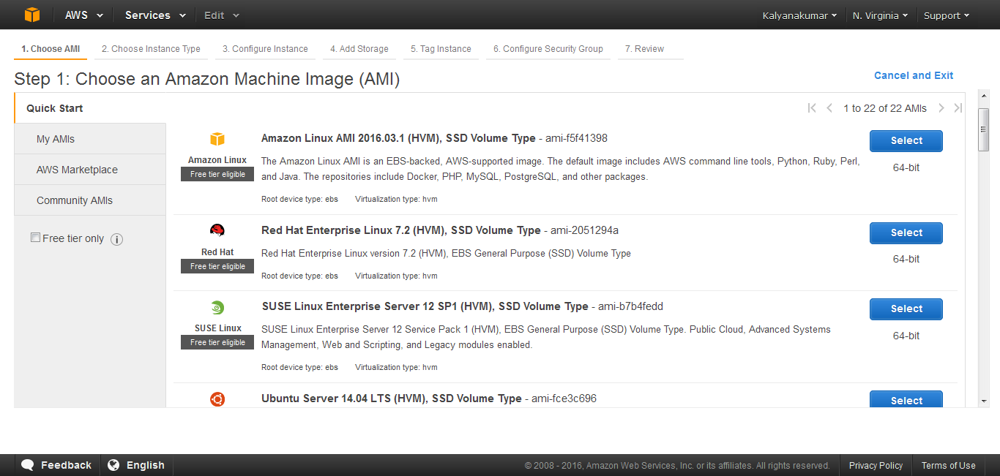 AWS Services Edit Kalyanakumar N. Virginia Support
1. Choose AMI 2. Choose Instance Type 3. Configure Instance 4. Add Storage 5. Tag Instance 6. Configure Security Group 7. Review
Step 1: Choose an Amazon Machine Image (AMI)
Cancel and Exit
Quick Start
My AMIs
AWS Marketplace
Community AMIs
Free tier only
1 to 22 of 22 AMIs
Amazon Linux
Free tier eligible
Amazon Linux AMI 2016.03.1 (HVM), SSD Volume Type - ami-f5f41398
The Amazon Linux AMI is an EBS-backed, AWS-supported image. The default image includes AWS command line tools, Python, Ruby, Perl,
and Java. The repositories include Docker, PHP, MySQL, PostgreSQL, and other packages.
Root device type: ebs Virtualization type: hvm
Select
64-bit
Red Hat
Free tier eligible
Red Hat Enterprise Linux 7.2 (HVM), SSD Volume Type - ami-2051294a
Red Hat Enterprise Linux version 7.2 (HVM), EBS General Purpose (SSD) Volume Type
Root device type: ebs Virtualization type: hvm
Select
64-bit
SUSE Linux
Free tier eligible
SUSE Linux Enterprise Server 12 SP1 (HVM), SSD Volume Type - ami-b7b4fedd
SUSE Linux Enterprise Server 12 Service Pack 1 (HVM), EBS General Purpose (SSD) Volume Type. Public Cloud, Advanced Systems
Management, Web and Scripting, and Legacy modules enabled.
Root device type: ebs Virtualization type: hvm
Select
64-bit
Ubuntu Server 14.04 LTS (HVM), SSD Volume Type - ami-fce3c696
Select
Feedback English © 2008 - 2016, Amazon Web Services, Inc. or its affiliates. All rights reserved. Privacy Policy Terms of Use